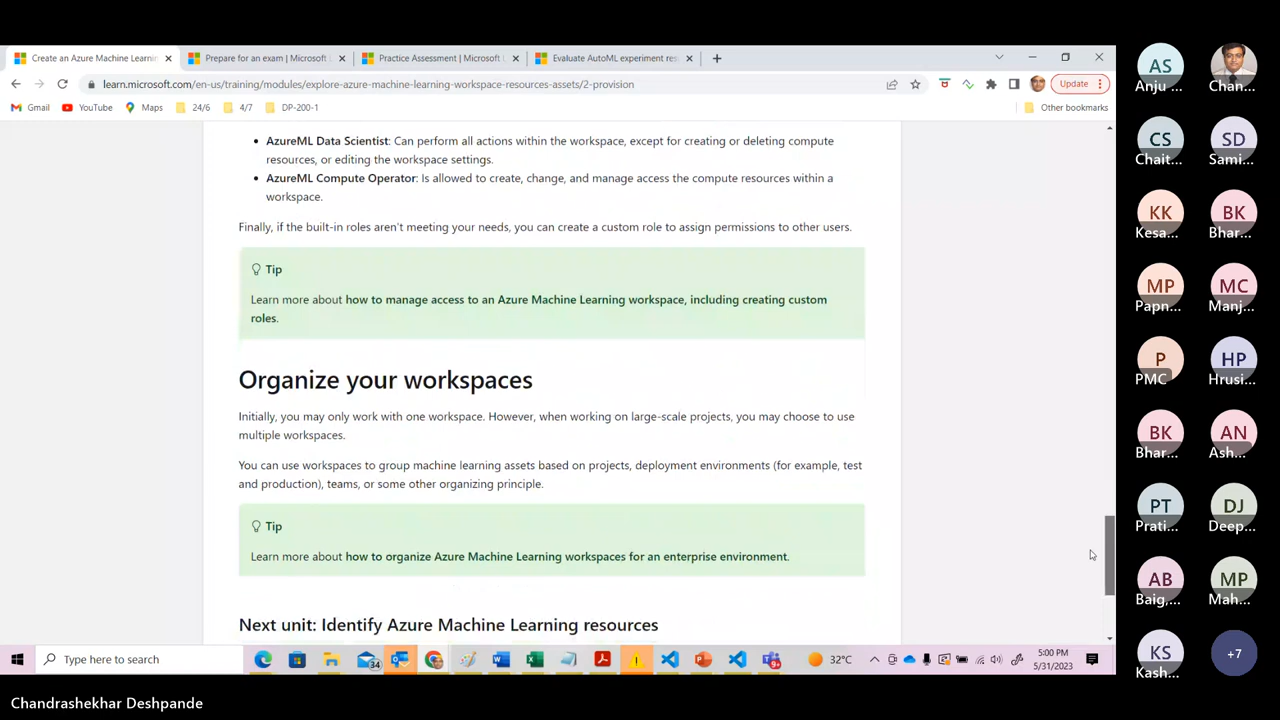 Create an Azure Machine Learnin
Prepare for an exam | Microsoft L
Practice Assessment | Microsoft L
Evaluate AutoML experiment res
learn.microsoft.com/en-us/training/modules/explore-azure-machine-learning-workspace-resources-assets/2-provision
Update
Gmail
YouTube
Maps
24/6
4/7
DP-200-1
Other bookmarks
AzureML Data Scientist: Can perform all actions within the workspace, except for creating or deleting compute
resources, or editing the workspace settings.
AzureML Compute Operator: Is allowed to create, change, and manage access the compute resources within a
workspace.
Finally, if the built-in roles aren't meeting your needs, you can create a custom role to assign permissions to other users.
Tip
Learn more about how to manage access to an Azure Machine Learning workspace, including creating custom
roles.
Organize your workspaces
Initially, you may only work with one workspace. However, when working on large-scale projects, you may choose to use
multiple workspaces.
You can use workspaces to group machine learning assets based on projects, deployment environments (for example, test
and production), teams, or some other organizing principle.
Tip
Learn more about how to organize Azure Machine Learning workspaces for an enterprise environment.
Next unit: Identify Azure Machine Learning resources
Type here to search
34
9+
32°C
5:00 PM
5/31/2023
Chandrashekhar Deshpande
AS
Anju ...
Chan...
CS
Chait...
SD
Sami...
KK
Kesa...
BK
Bhar...
MP
Papn...
MC
Manj...
P
PMC
HP
Hrusi...
BK
Bhar...
AN
Ash...
PT
Prati...
DJ
Deep...
AB
Baig,...
MP
Mah...
KS
Kash...
+7